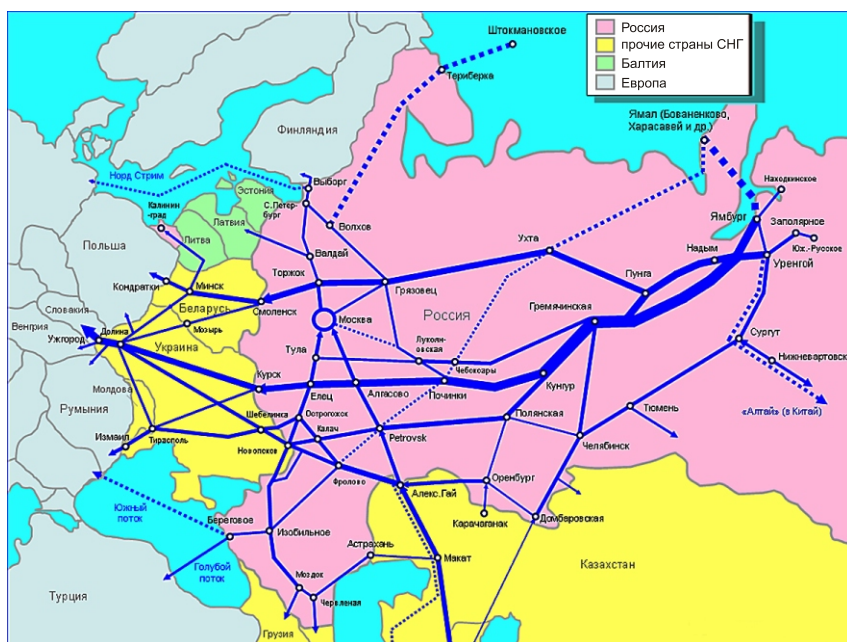 Россия
прочие страны СНГ
Балтия
Европа
Штокмановское
Териберка
Ямал (Бованенково,
Харасавей и др.)
Финляндия
Находкинское
Норд Стрим
Выборг
Эстония
С.Петер-
бург
Калинин
-град
Латвия
Волхов
Ямбург
Заполярное
Юж.-Русское
Литва
Валдай
Ухта
Надым
Уренгой
Польша
Торжок
Пунга
Кондратки
Минск
Грязовец
Беларусь
Смоленск
Гремячинская
Словакия
Москва
РОССИЯ
Мозырь
Венгрия
Долина
Ужгород
Украина
Тула
Лукоян-
овская
Чебоксары
Сургут
Нижневартовск
Молдова
Курск
Елец
Алгасово
Починки
Кунгур
Румыния
Шебелинка
Острогожск
Калач
Полянская
Тюмень
«Алтай» (в Китай)
Измаил
Тирасполь
Новопсков
Petrovsk
Челябинск
Фролово
Алекс.Гай
Оренбург
Южный
поток
Береговое
Изобильное
Карачаганак
Домбаровская
Астрахань
Макат
Казахстан
Голубой
поток
Моздок
Червленая
Турция
Грузия